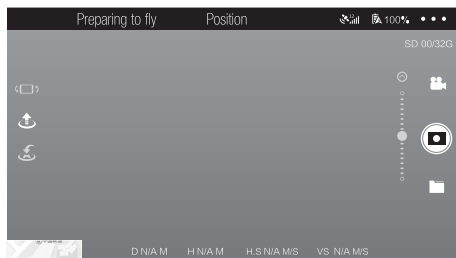 Preparing to fly Position 100% •••
SD 00/32G
D N/A M H N/A M H.S N/A M/S VS N/A M/S